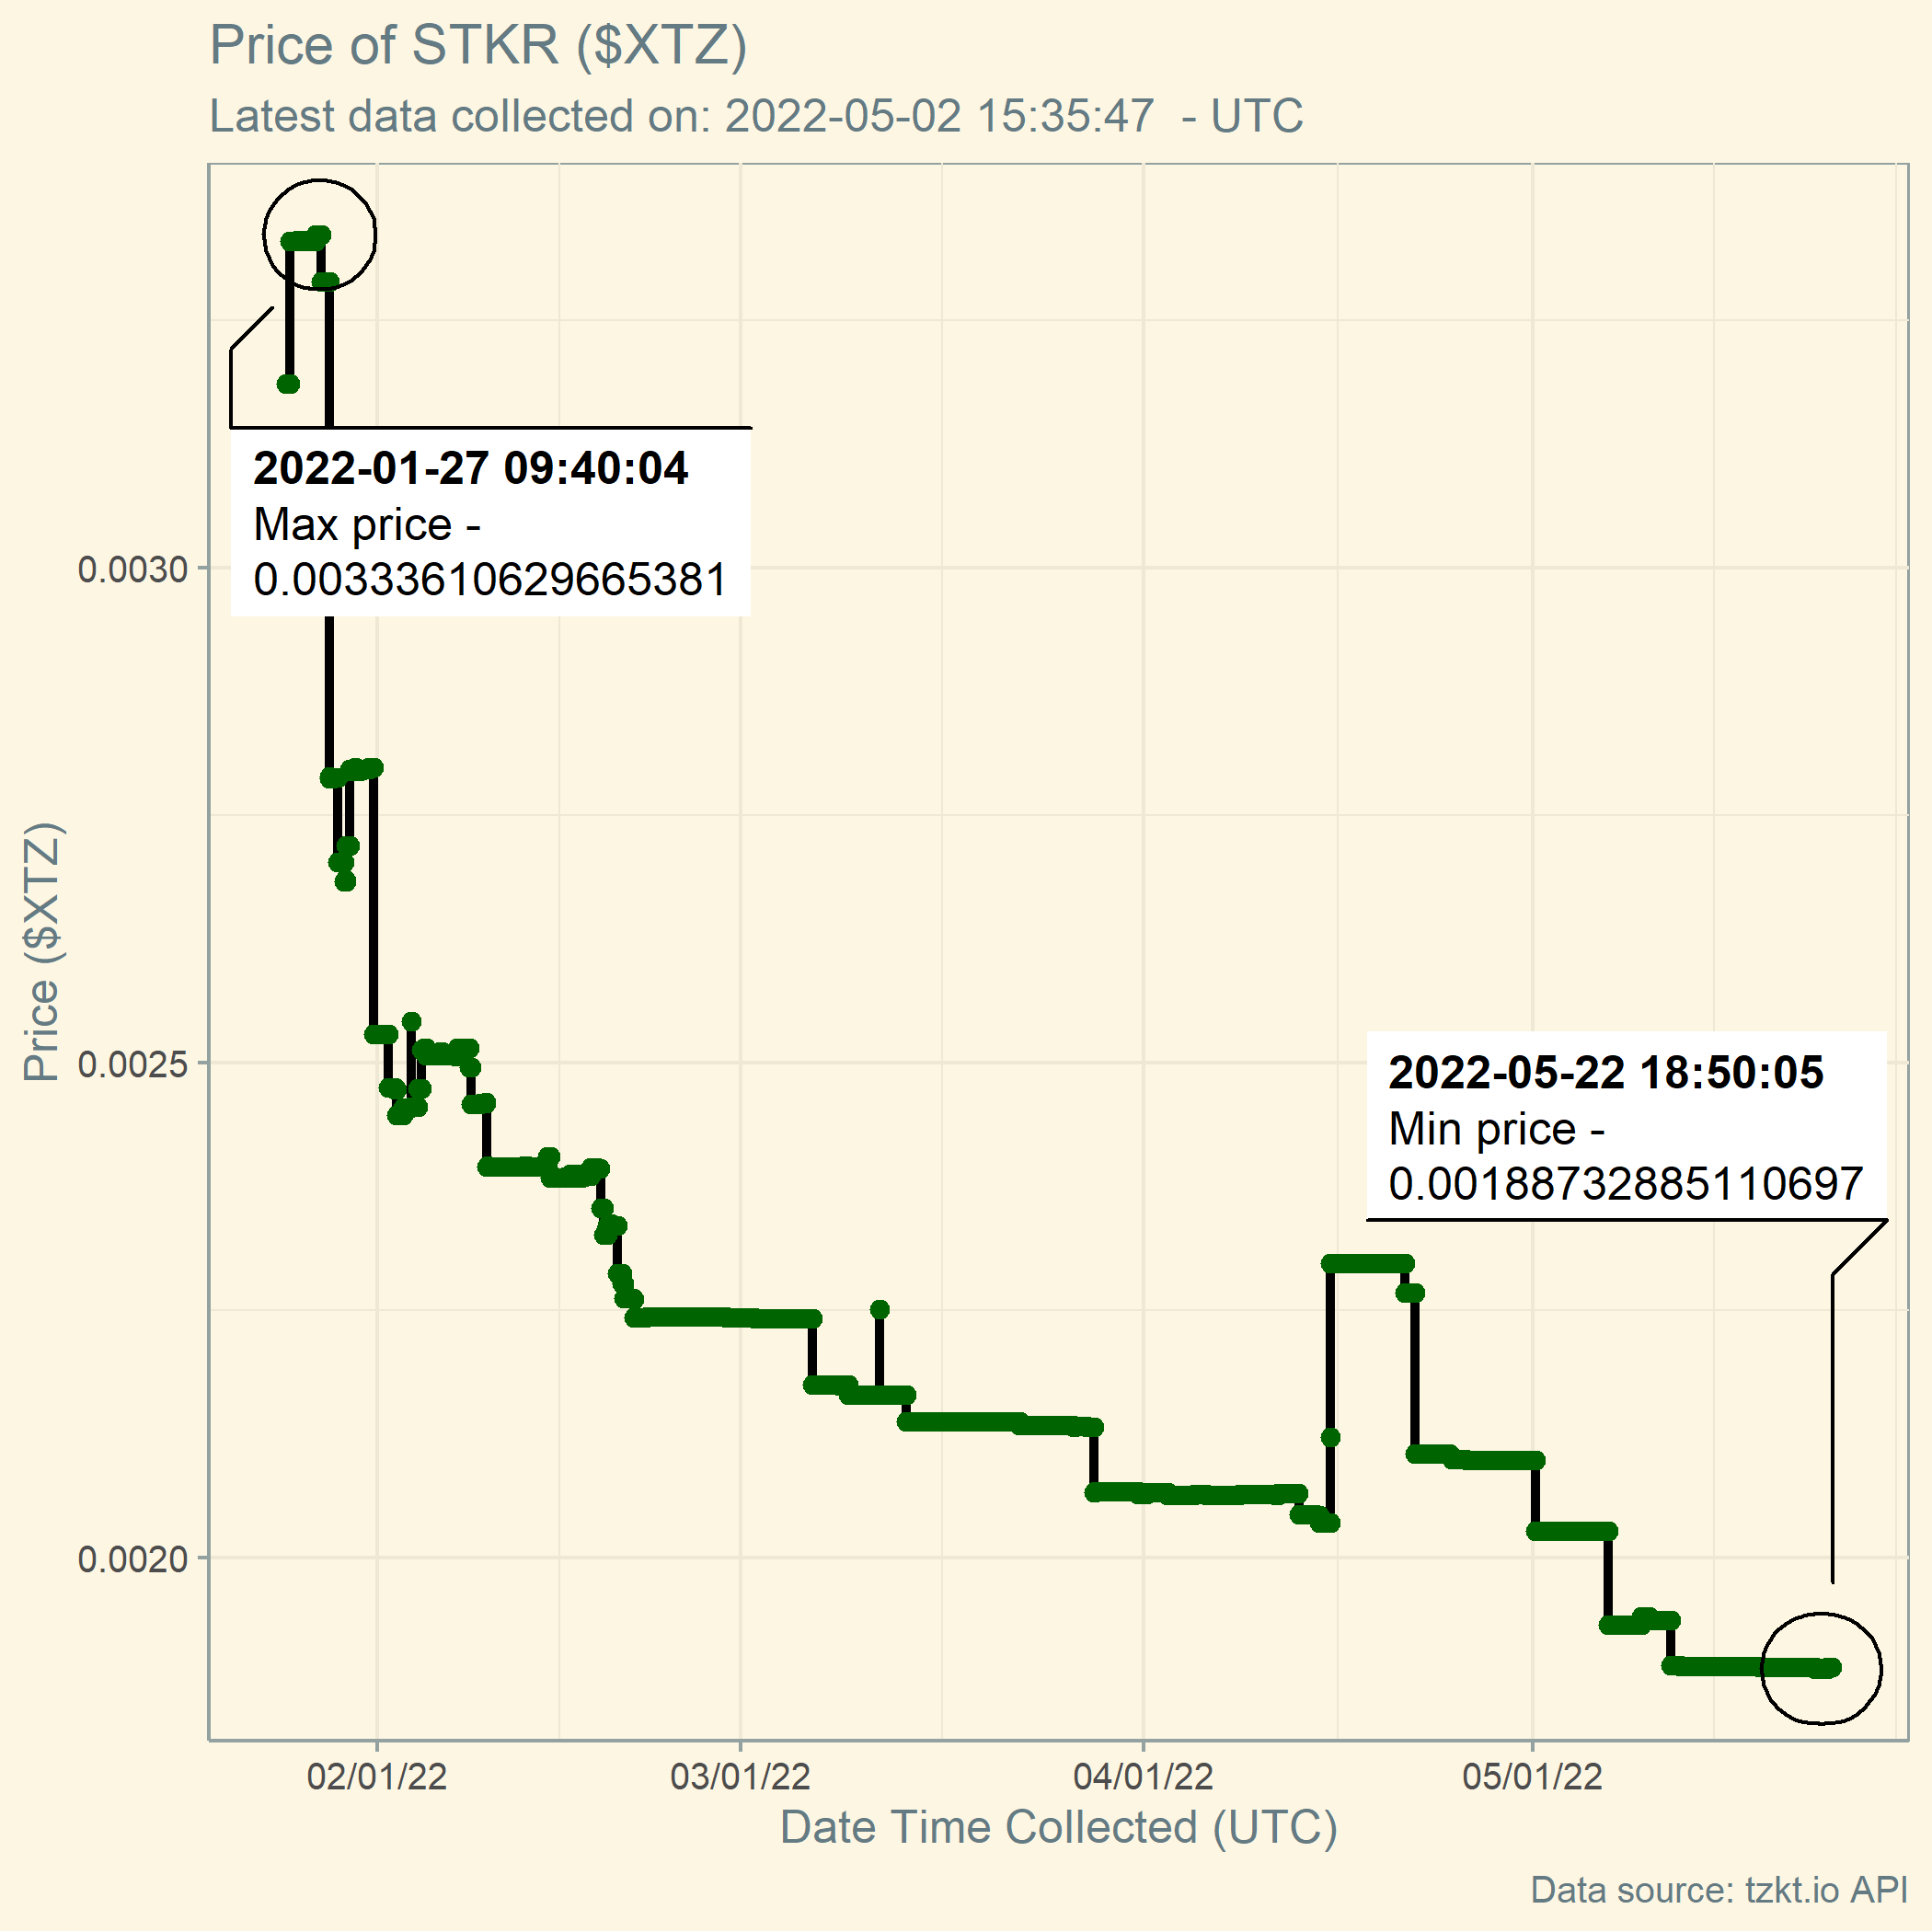 Price of STKR ($XTZ)
Latest data collected on: 2022-05-02 15:35:47  - UTC
2022-01-27 09:40:04
Max price -
0.00333610629665381
2022-05-22 18:50:05
Min price -
0.00188732885110697
Price ($XTZ)
0.0030
0.0025
0.0020
02/01/22
03/01/22
04/01/22
05/01/22
Date Time Collected (UTC)
Data source: tzkt.io API